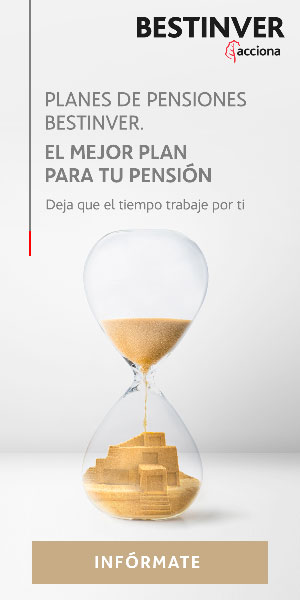 BESTINVER
acciona
PLANES DE PENSIONES
BESTINVER.
EL MEJOR PLAN
PARA TU PENSIÓN
Deja que el tiempo trabaje por ti
INFÓRMATE